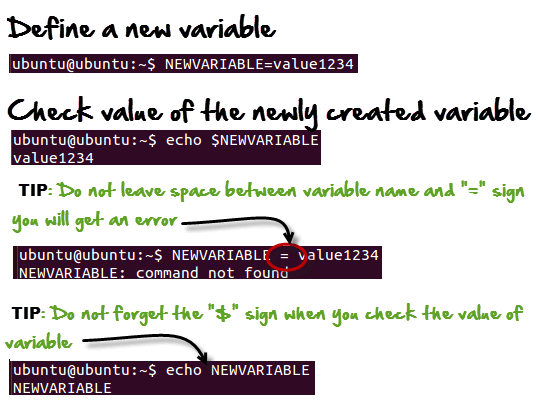 Define a new variable
ubuntu@ubuntu:~$ NEWVARIABLE=value1234
Check value of the newly created variable
ubuntu@ubuntu:~$ echo $NEWVARIABLE
value1234
TIP: Do not leave space between variable name and "=" sign
you will get an error
ubuntu@ubuntu:~$ NEWVARIABLE = value1234
NEWVARIABLE: command not found
TIP: Do not forget the "$" sign when you check the value of
variable
ubuntu@ubuntu:~$ echo NEWVARIABLE
NEWVARIABLE